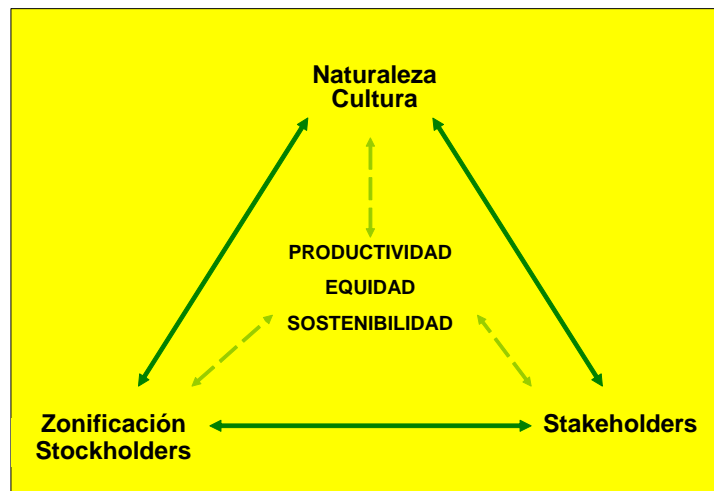 Naturaleza
Cultura
PRODUCTIVIDAD
EQUIDAD
SOSTENIBILIDAD
Zonificación
Stockholders
Stakeholders